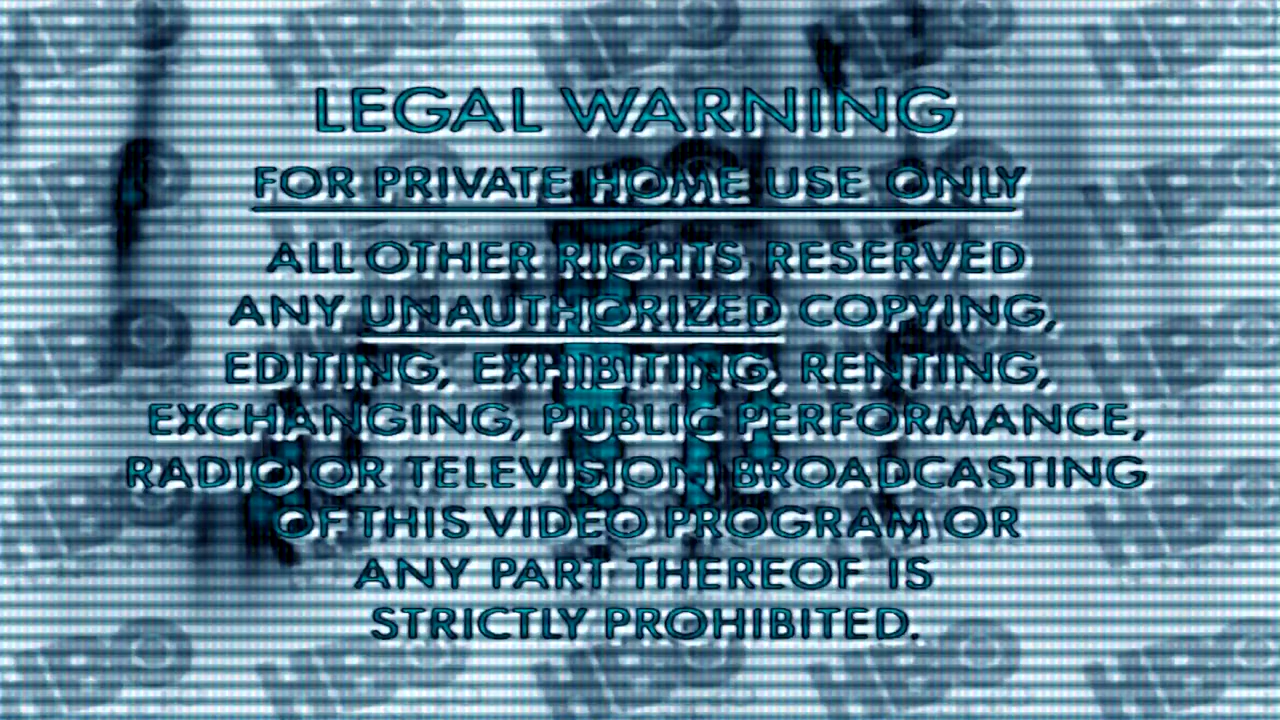 LEGAL WARNING
FOR PRIVATE HOME USE ONLY
ALL OTHER RIGHTS RESERVED
ANY UNAUTHORIZED COPYING,
EDITING, EXHIBITING, RENTING,
EXCHANGING, PUBLIC PERFORMANCE,
RADIO OR TELEVISION BROADCASTING
OF THIS VIDEO PROGRAM OR
ANY PART THEREOF IS
STRICTLY PROHIBITED.